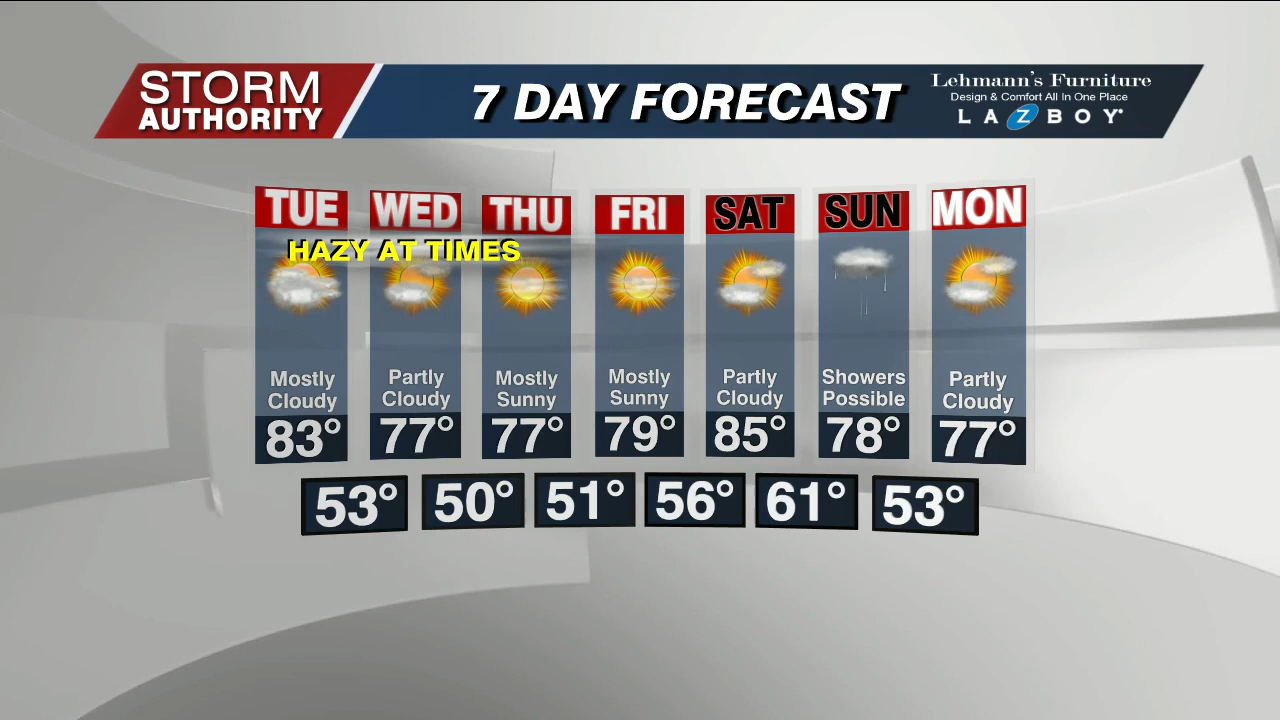 STORM
AUTHORITY
7 DAY FORECAST
Lehmann's Furniture
Design & Comfort All In One Place
LAZBOY®
TUE WED THU FRI SAT SUN MON
HAZY AT TIMES
Mostly Cloudy
Partly Cloudy
Mostly Sunny
Mostly Sunny
Partly Cloudy
Showers Possible
Partly Cloudy
83° 77° 77° 79° 85° 78° 77°
53° 50° 51° 56° 61° 53°